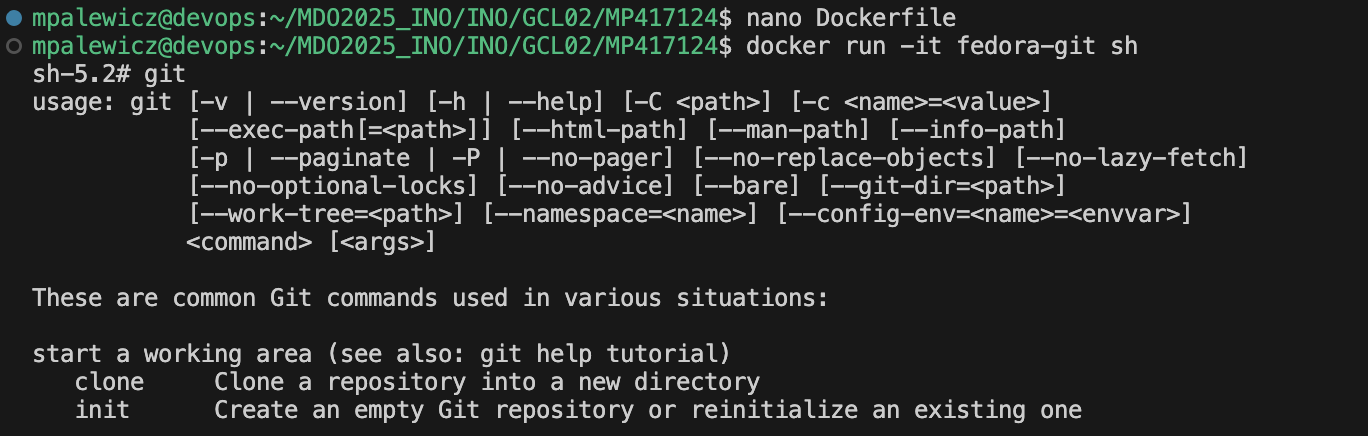 mpalewicz@devops:~/MDO2025_INO/INO/GCL02/MP417124$ nano Dockerfile
mpalewicz@devops:~/MDO2025_INO/INO/GCL02/MP417124$ docker run -it fedora-git sh
sh-5.2# git
usage: git [-v | --version] [-h | --help] [-C <path>] [-c <name>=<value>]
           [--exec-path[=<path>]] [--html-path] [--man-path] [--info-path]
           [-p | --paginate | -P | --no-pager] [--no-replace-objects] [--no-lazy-fetch]
           [--no-optional-locks] [--no-advice] [--bare] [--git-dir=<path>]
           [--work-tree=<path>] [--namespace=<name>] [--config-env=<name>=<envvar>]
           <command> [<args>]

These are common Git commands used in various situations:

start a working area (see also: git help tutorial)
   clone     Clone a repository into a new directory
   init      Create an empty Git repository or reinitialize an existing one